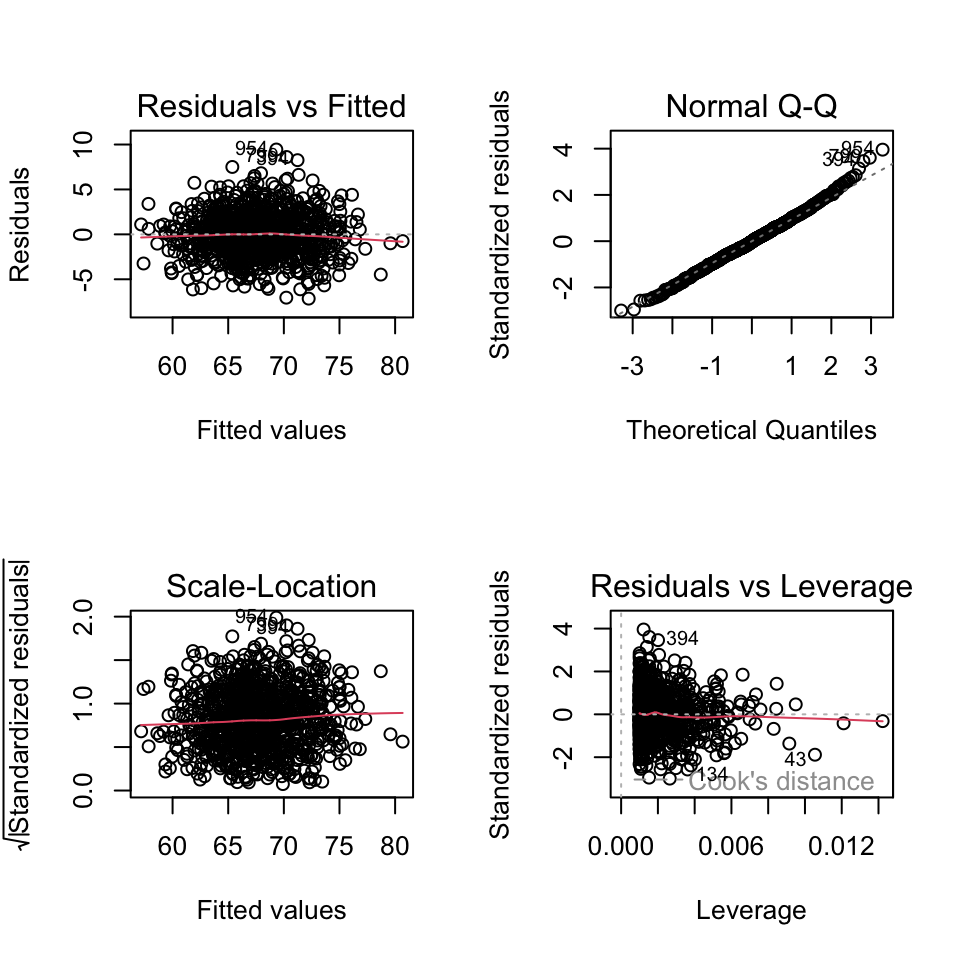 Residuals vs Fitted
Residuals
10
5
0
-5
954
394
60 65 70 75 80
Fitted values
Normal Q-Q
Standardized residuals
4
2
0
-2
954
394
-3 -1 1 2 3
Theoretical Quantiles
Scale-Location
√|Standardized residuals|
2.0
1.0
0.0
954
394
60 65 70 75 80
Fitted values
Residuals vs Leverage
Standardized residuals
4
2
0
-2
394
43
134
Cook's distance
0.000 0.006 0.012
Leverage